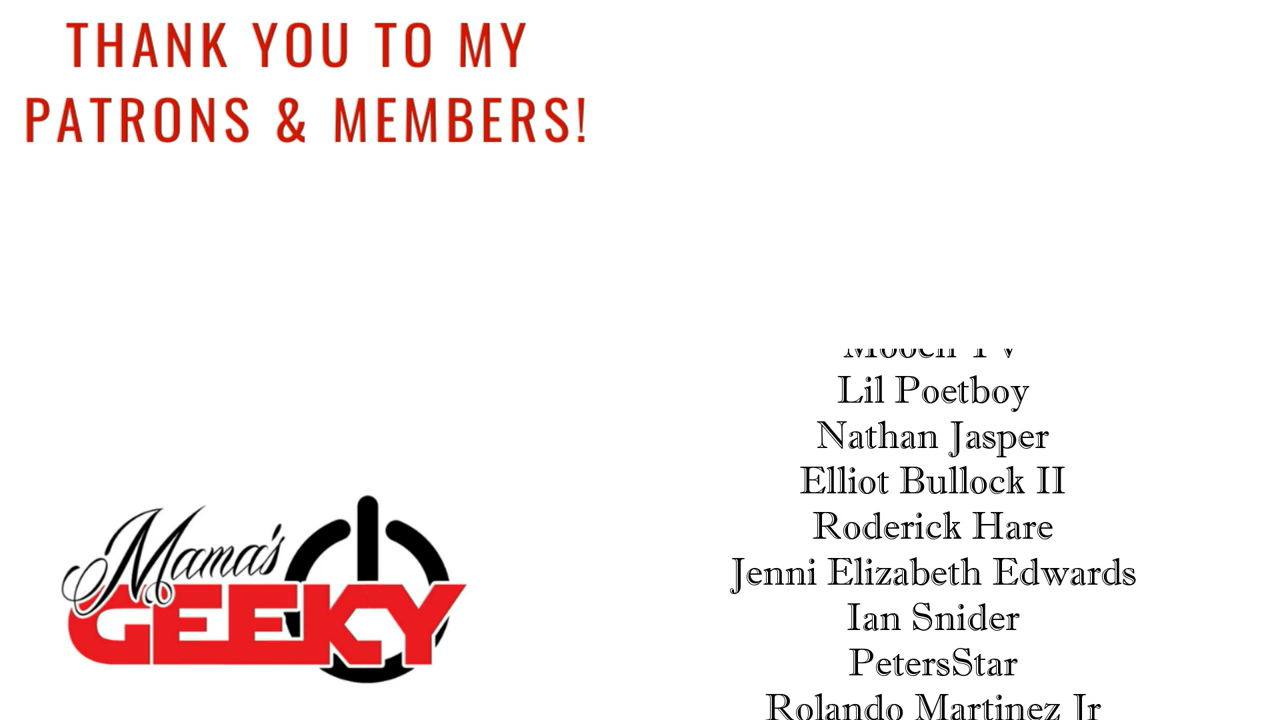 THANK YOU TO MY
PATRONS & MEMBERS!
Lil Poetboy
Nathan Jasper
Elliot Bullock II
Roderick Hare
Jenni Elizabeth Edwards
Ian Snider
PetersStar
Rolando Martinez Jr
Mama's
GEEKY